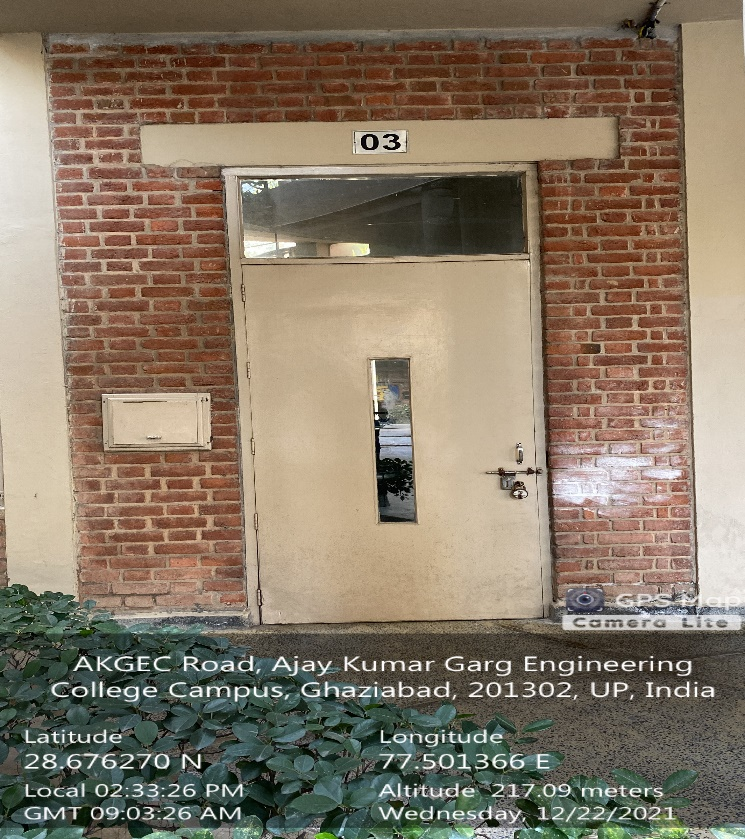 03
GPS Map
Camera Lite
AKGEC Road, Ajay Kumar Garg Engineering
College Campus, Ghaziabad, 201302, UP, India
Latitude
28.676270 N
Longitude
77.501366 E
Local 02:33:26 PM
GMT 09:03:26 AM
Altitude 217.09 meters
Wednesday, 12/22/2021